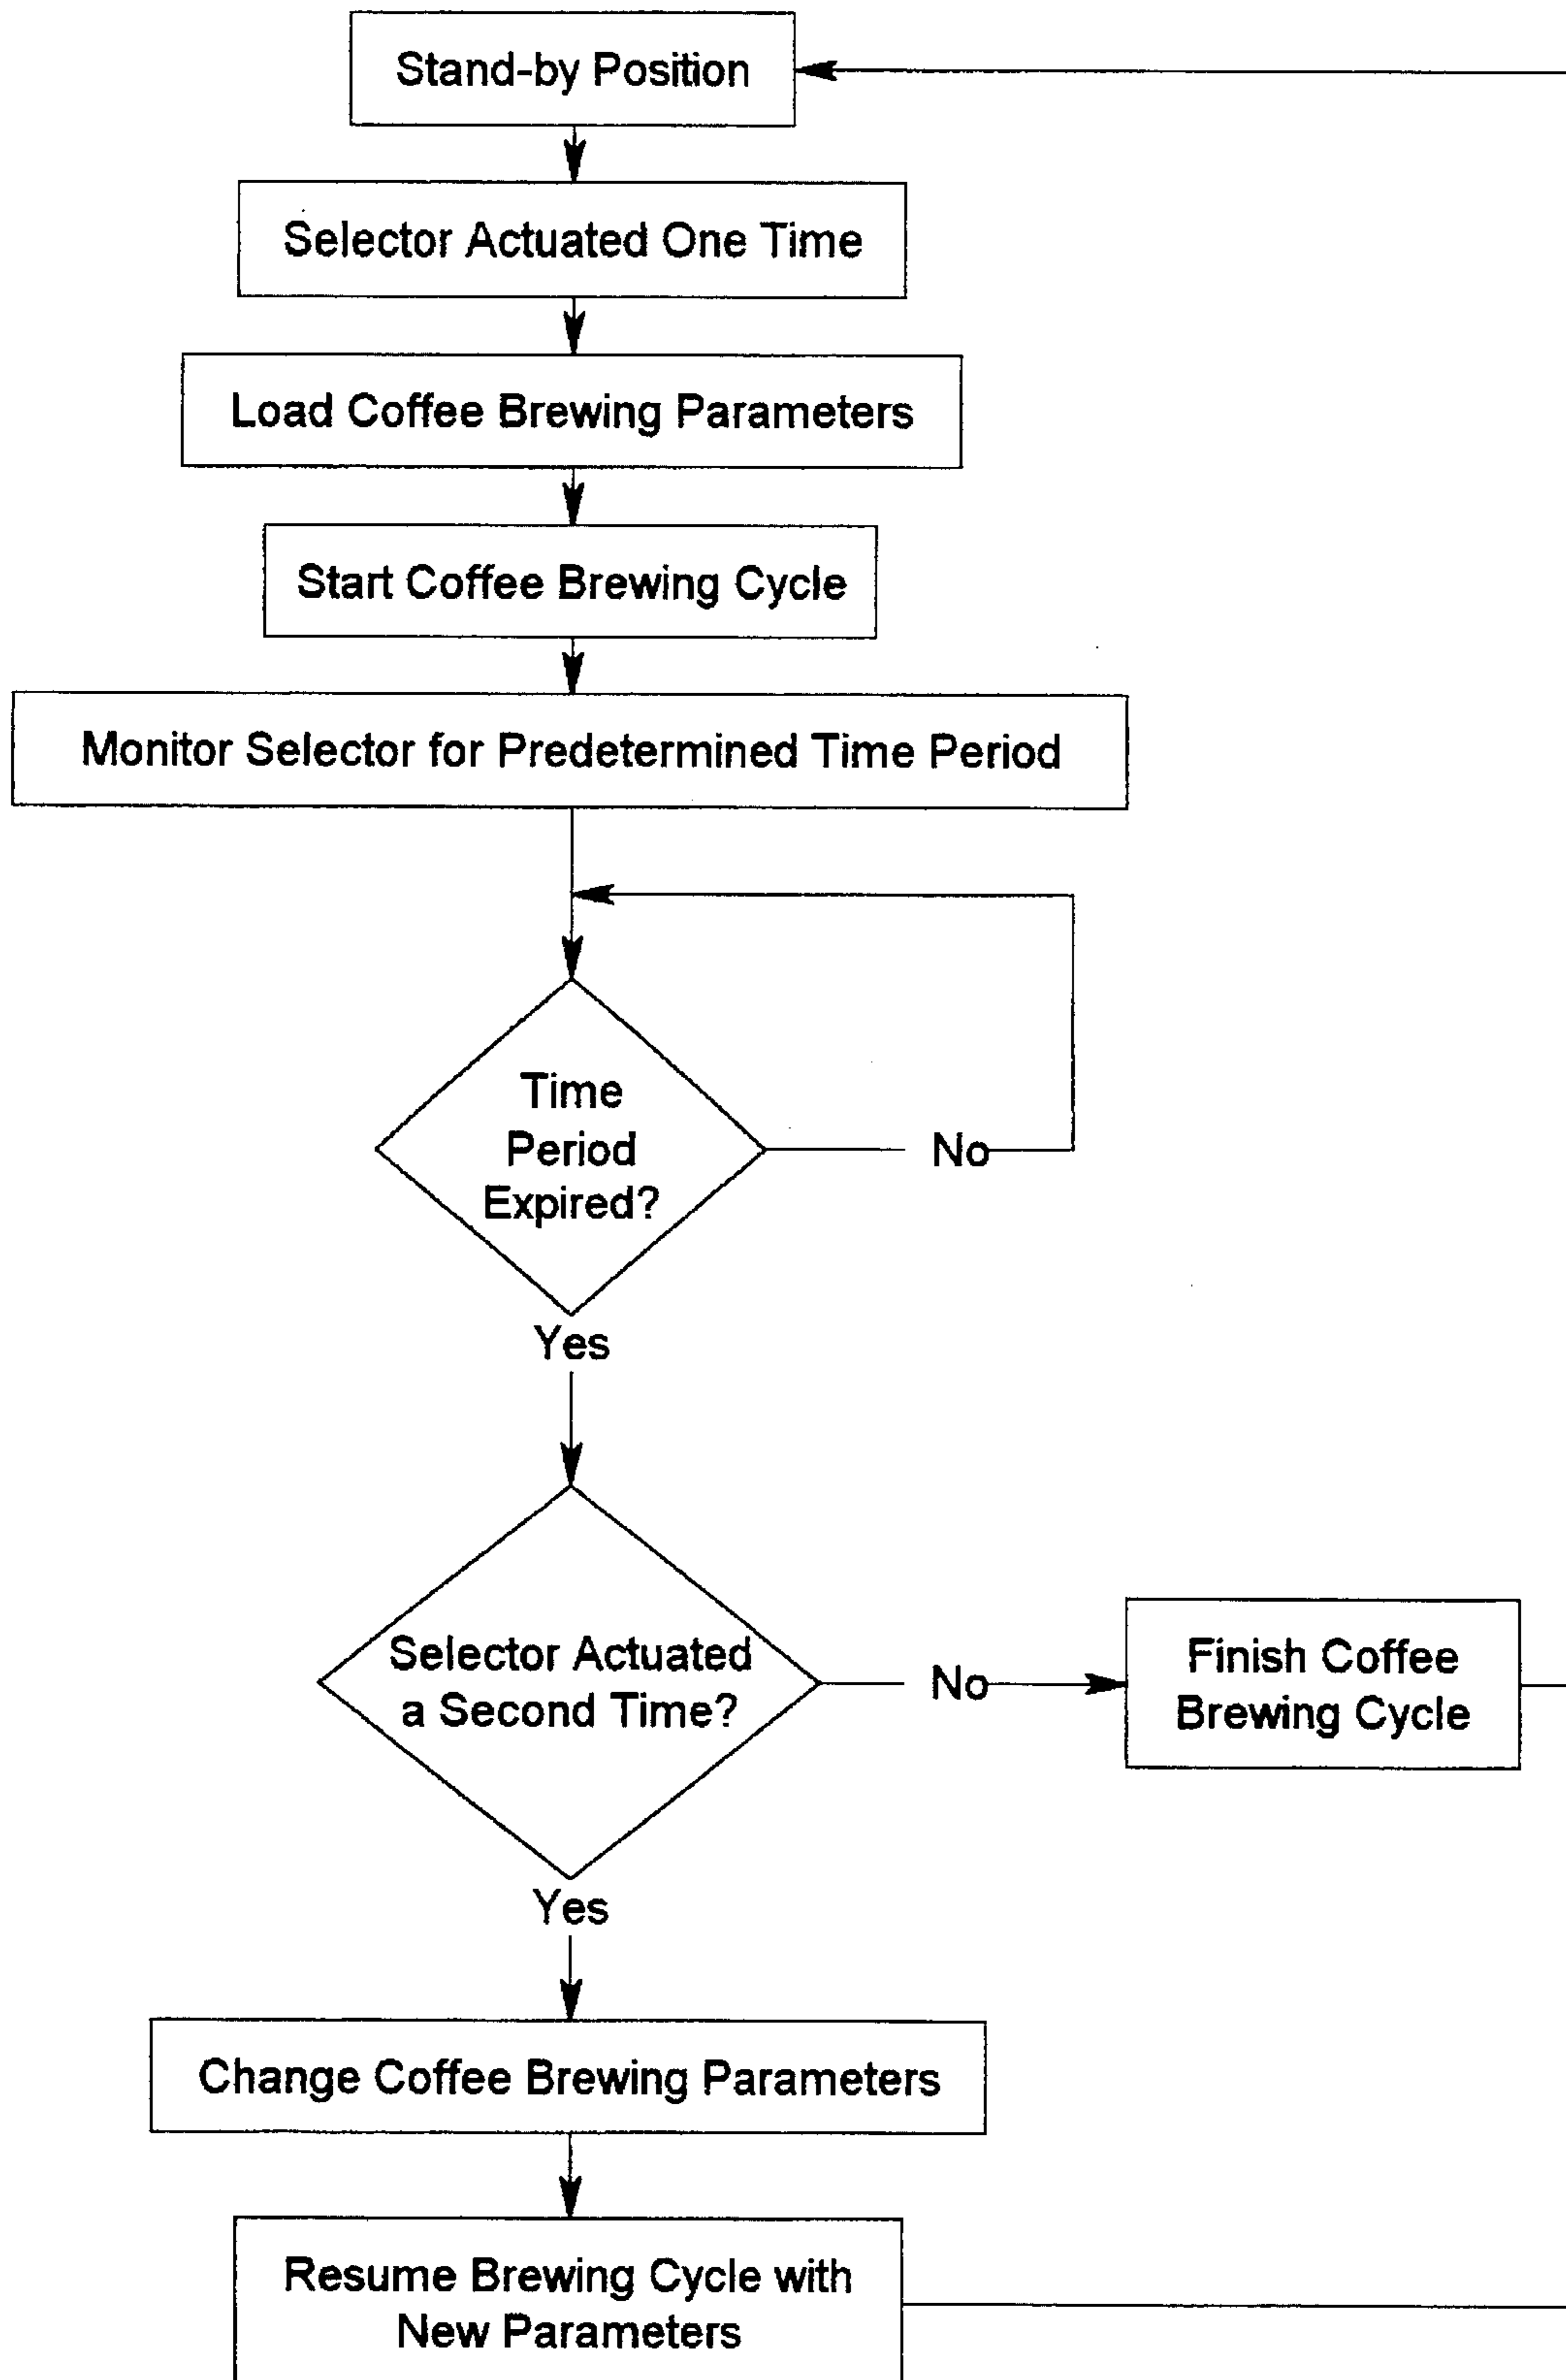 Stand-by Position
Selector Actuated One Time
Load Coffee Brewing Parameters
Start Coffee Brewing Cycle
Monitor Selector for Predetermined Time Period
Time
Period
Expired?
No
Yes
Selector Actuated
a Second Time?
No
Finish Coffee
Brewing Cycle
Yes
Change Coffee Brewing Parameters
Resume Brewing Cycle with
New Parameters